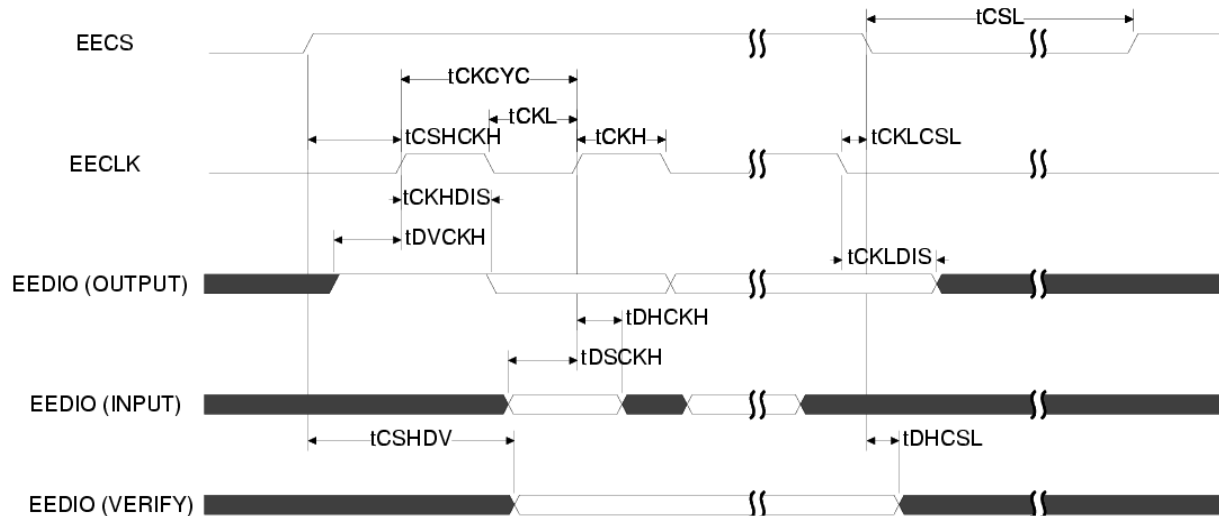 tCSL
EECS
tCKCYC
tCKL
tCSHCKH
tCKH
tCKLCSL
EECLK
tCKHDIS
tDVCKH
tCKLDIS
EEDIO (OUTPUT)
tDHCKH
tDSCKH
EEDIO (INPUT)
tCSHDV
tDHCSL
EEDIO (VERIFY)